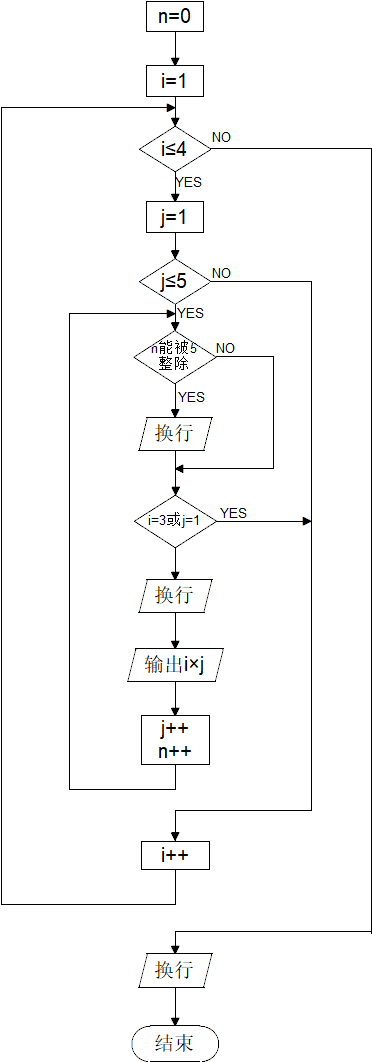 n=0
i=1
i≤4
NO
YES
j=1
j≤5
NO
YES
n能被5
整除
NO
YES
换行
i=3或j=1
YES
换行
输出i×j
j++
n++
i++
换行
结束